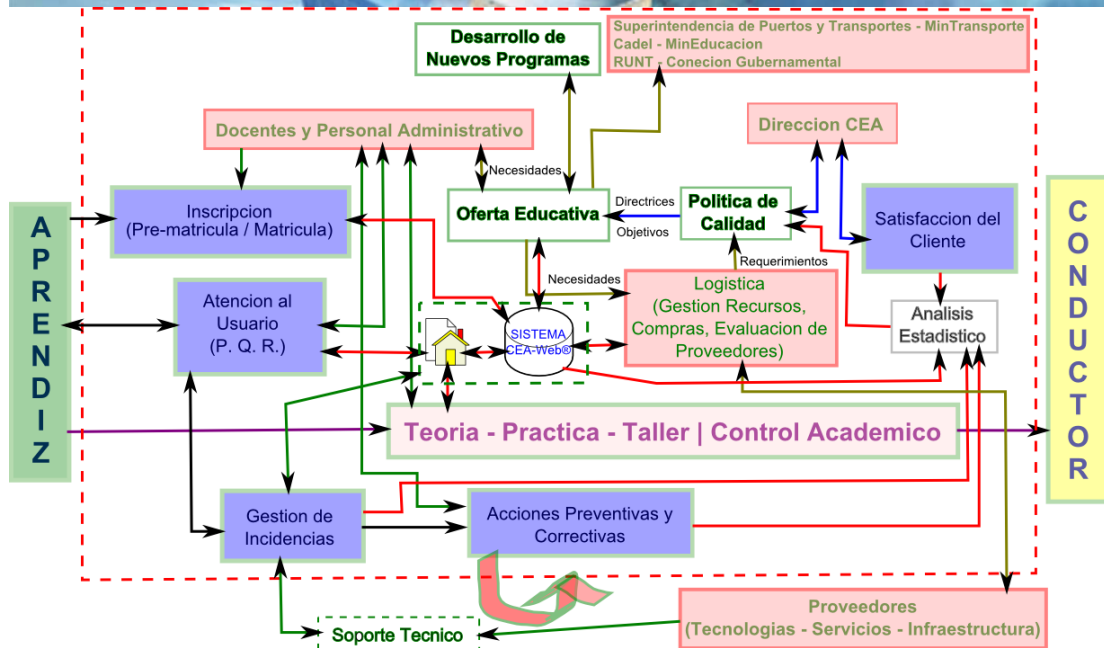 Desarrollo de
Nuevos Programas
Superintendencia de Puertos y Transportes - MinTransporte
Cadel - MinEducacion
RUNT - Conecion Gubernamental
Docentes y Personal Administrativo
Direccion CEA
Necesidades
APRENDIZ
Inscripcion
(Pre-matricula / Matricula)
Oferta Educativa
Directrices
Objetivos
Politica de
Calidad
Satisfaccion del
Cliente
CONDUCTOR
Requerimientos
Necesidades
Atencion al
Usuario
(P. Q. R.)
SISTEMA
CEA-Web®
Logistica
(Gestion Recursos,
Compras, Evaluacion de
Proveedores)
Analisis
Estadistico
Teoria - Practica - Taller | Control Academico
Gestion de
Incidencias
Acciones Preventivas y
Correctivas
Soporte Tecnico
Proveedores
(Tecnologias - Servicios - Infraestructura)